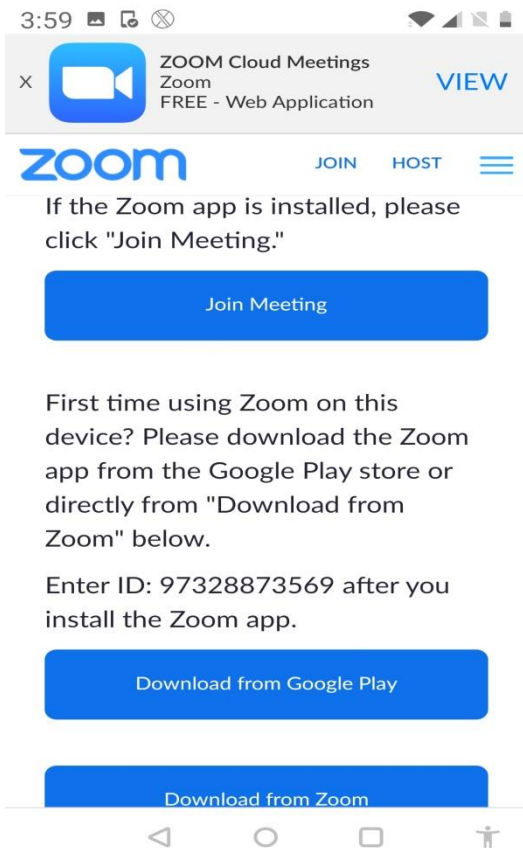 3:59
ZOOM Cloud Meetings
X
Zoom
VIEW
FREE - Web Application
zoom
JOIN
HOST
If the Zoom app is installed, please
click "Join Meeting."
Join Meeting
First time using Zoom on this
device? Please download the Zoom
app from the Google Play store or
directly from "Download from
Zoom" below.
Enter ID: 97328873569 after you
install the Zoom app.
Download from Google Play
Download from Zoom